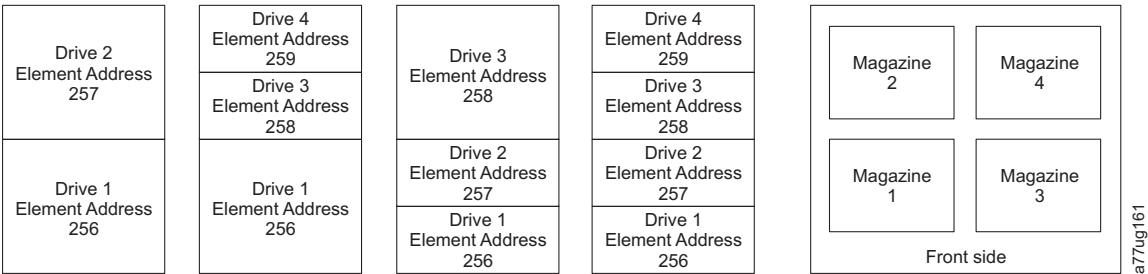 Drive 2
Element Address
257
Drive 1
Element Address
256
Drive 4
Element Address
259
Drive 3
Element Address
258
Drive 1
Element Address
256
Drive 3
Element Address
258
Drive 2
Element Address
257
Drive 1
Element Address
256
Drive 4
Element Address
259
Drive 3
Element Address
258
Drive 2
Element Address
257
Drive 1
Element Address
256
Magazine
2
Magazine
4
Magazine
1
Magazine
3
Front side
a77ug161